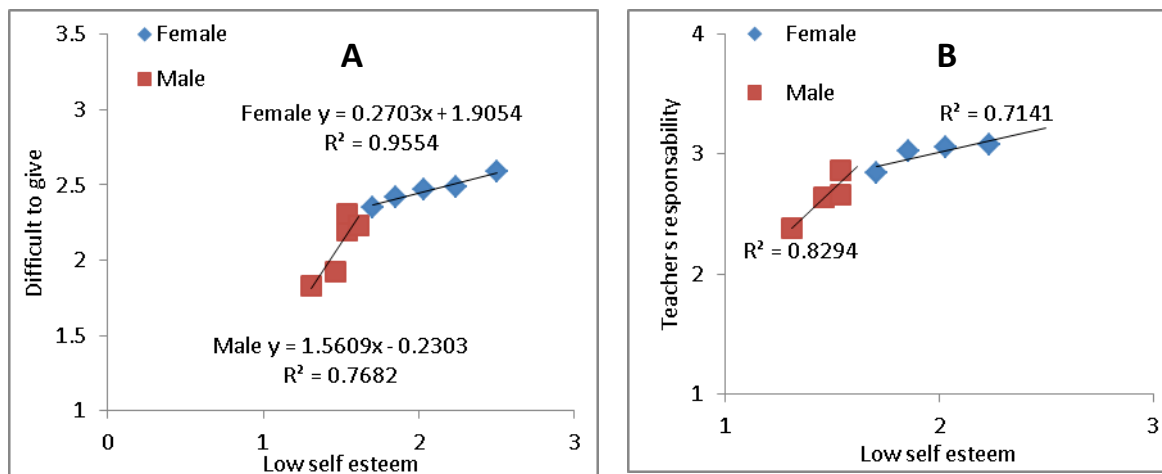 3.5
3
2.5
2
1.5
1
0
1
2
3
Difficult to give
Low self esteem
Female
Male
A
Female y = 0.2703x + 1.9054
R² = 0.9554
Male y = 1.5609x - 0.2303
R² = 0.7682
4
3
2
1
1
2
3
Teachers responsability
Low self esteem
Female
Male
B
R² = 0.7141
R² = 0.8294